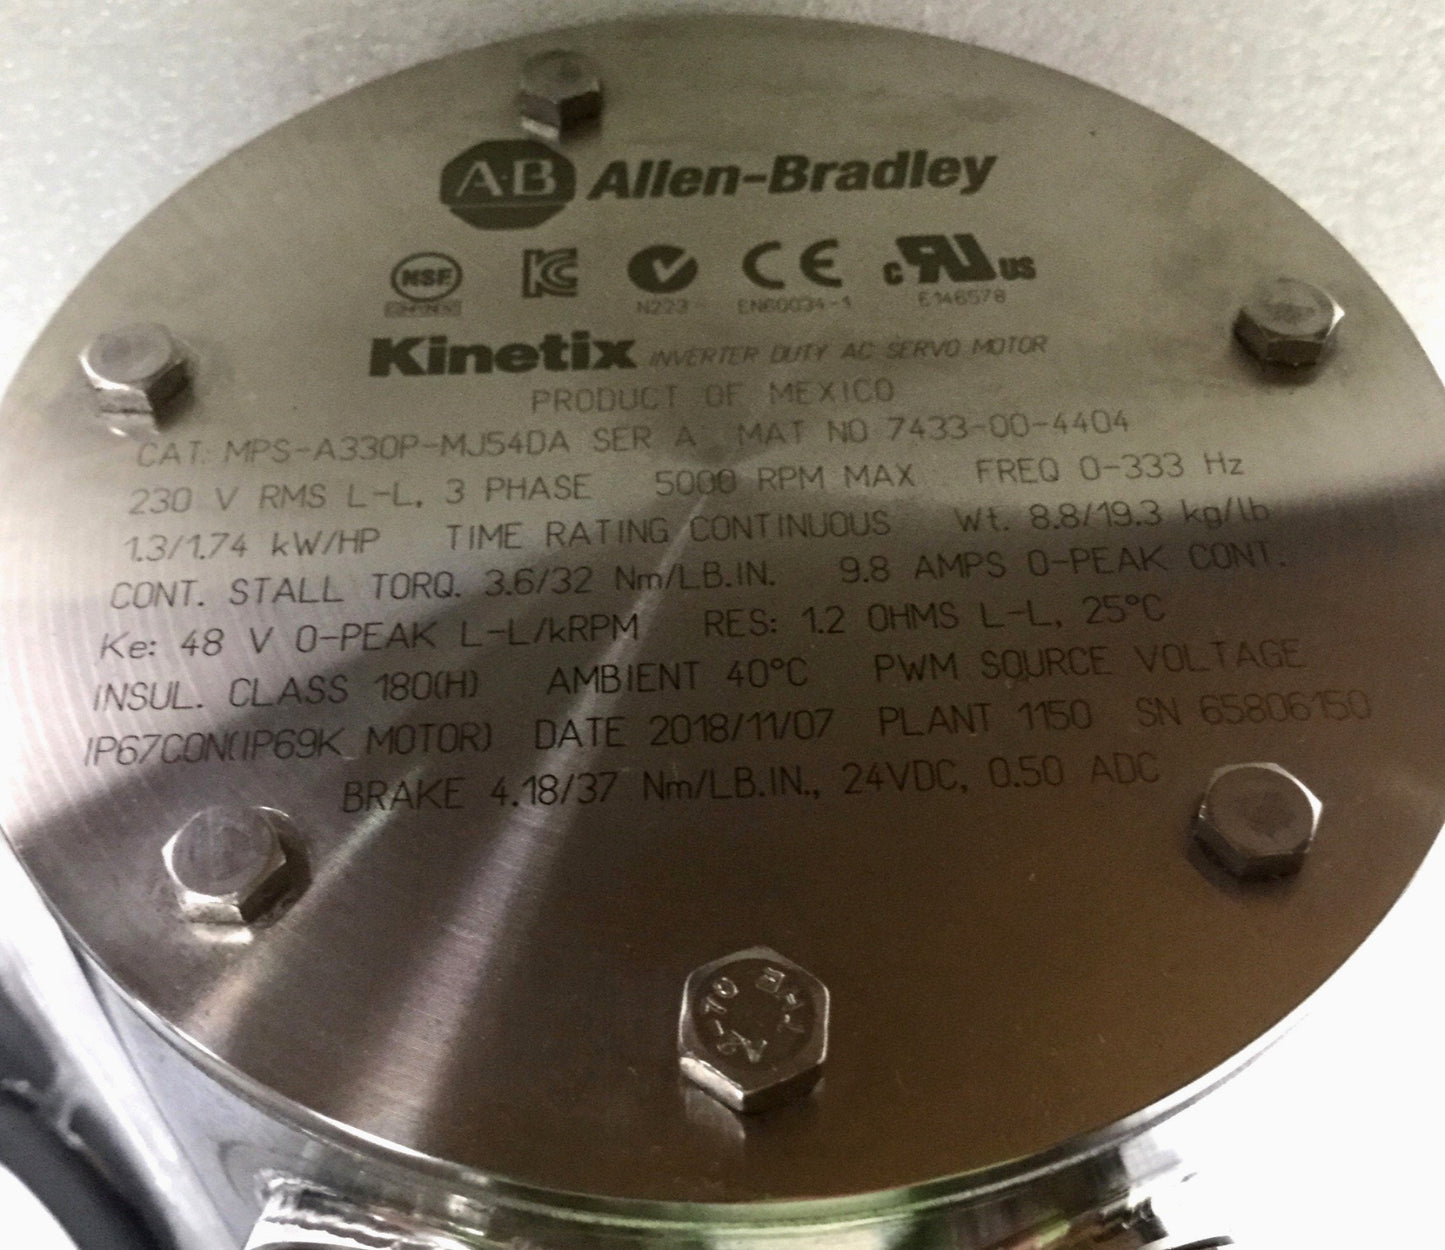 A·B Allen-Bradley
NSF KC CE c RU US
N223 EN60034-1 E146578
Kinetix INVERTER DUTY AC SERVO MOTOR
PRODUCT OF MEXICO
CAT: MPS-A330P-MJ54DA SER A MAT NO 7433-00-4404
230 V RMS L-L, 3 PHASE 5000 RPM MAX FREQ 0-333 Hz
1.3/1.74 kW/HP TIME RATING CONTINUOUS Wt. 8.8/19.3 kg/lb
CONT. STALL TORQ. 3.6/32 Nm/LB.IN. 9.8 AMPS 0-PEAK CONT.
Ke: 48 V 0-PEAK L-L/kRPM RES: 1.2 OHMS L-L, 25°C
INSUL. CLASS 180(H) AMBIENT 40°C PWM SOURCE VOLTAGE
IP67CON(IP69K MOTOR) DATE 2018/11/07 PLANT 1150 SN 65806150
BRAKE 4.18/37 Nm/LB.IN., 24VDC, 0.50 ADC